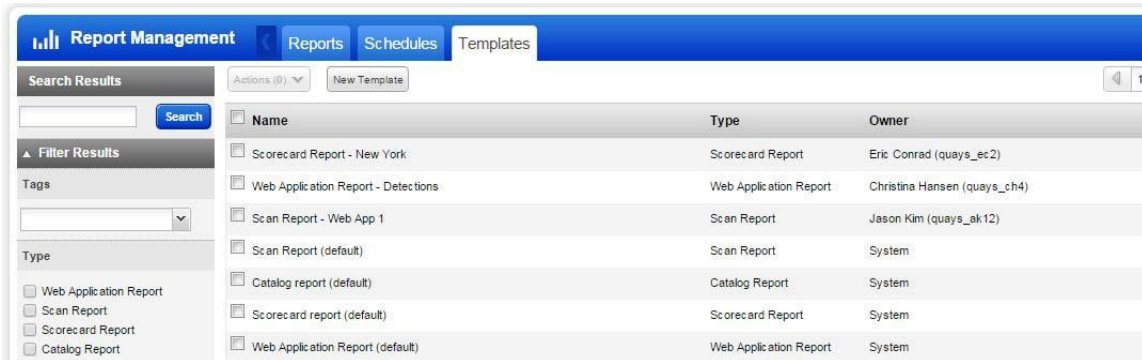 Report Management
Reports Schedules Templates
Search Results
Search
Filter Results
Tags
Type
Web Application Report
Scan Report
Scorecard Report
Catalog Report
Actions (0) New Template 1
Name Type Owner
Scorecard Report - New York Scorecard Report Eric Conrad (quays_ec2)
Web Application Report - Detections Web Application Report Christina Hansen (quays_ch4)
Scan Report - Web App 1 Scan Report Jason Kim (quays_ak12)
Scan Report (default) Scan Report System
Catalog report (default) Catalog Report System
Scorecard report (default) Scorecard Report System
Web Application Report (default) Web Application Report System